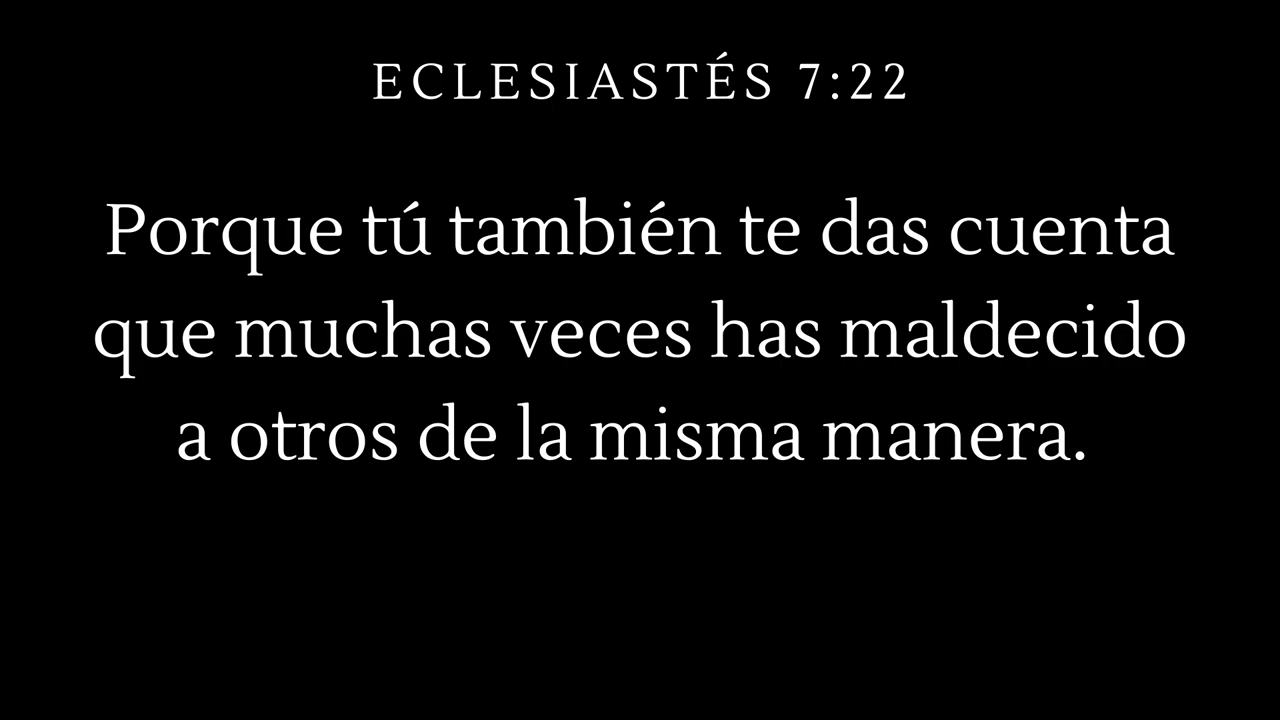 ECLESIASTÉS 7:22
Porque tú también te das cuenta
que muchas veces has maldecido
a otros de la misma manera.